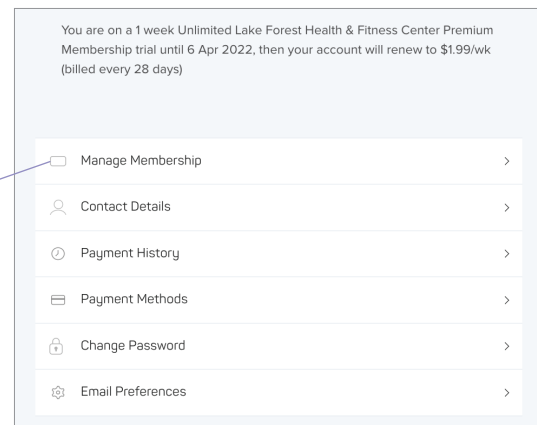 You are on a 1 week Unlimited Lake Forest Health & Fitness Center Premium
Membership trial until 6 Apr 2022, then your account will renew to $1.99/wk
(billed every 28 days)
Manage Membership
Contact Details
Payment History
Payment Methods
Change Password
Email Preferences